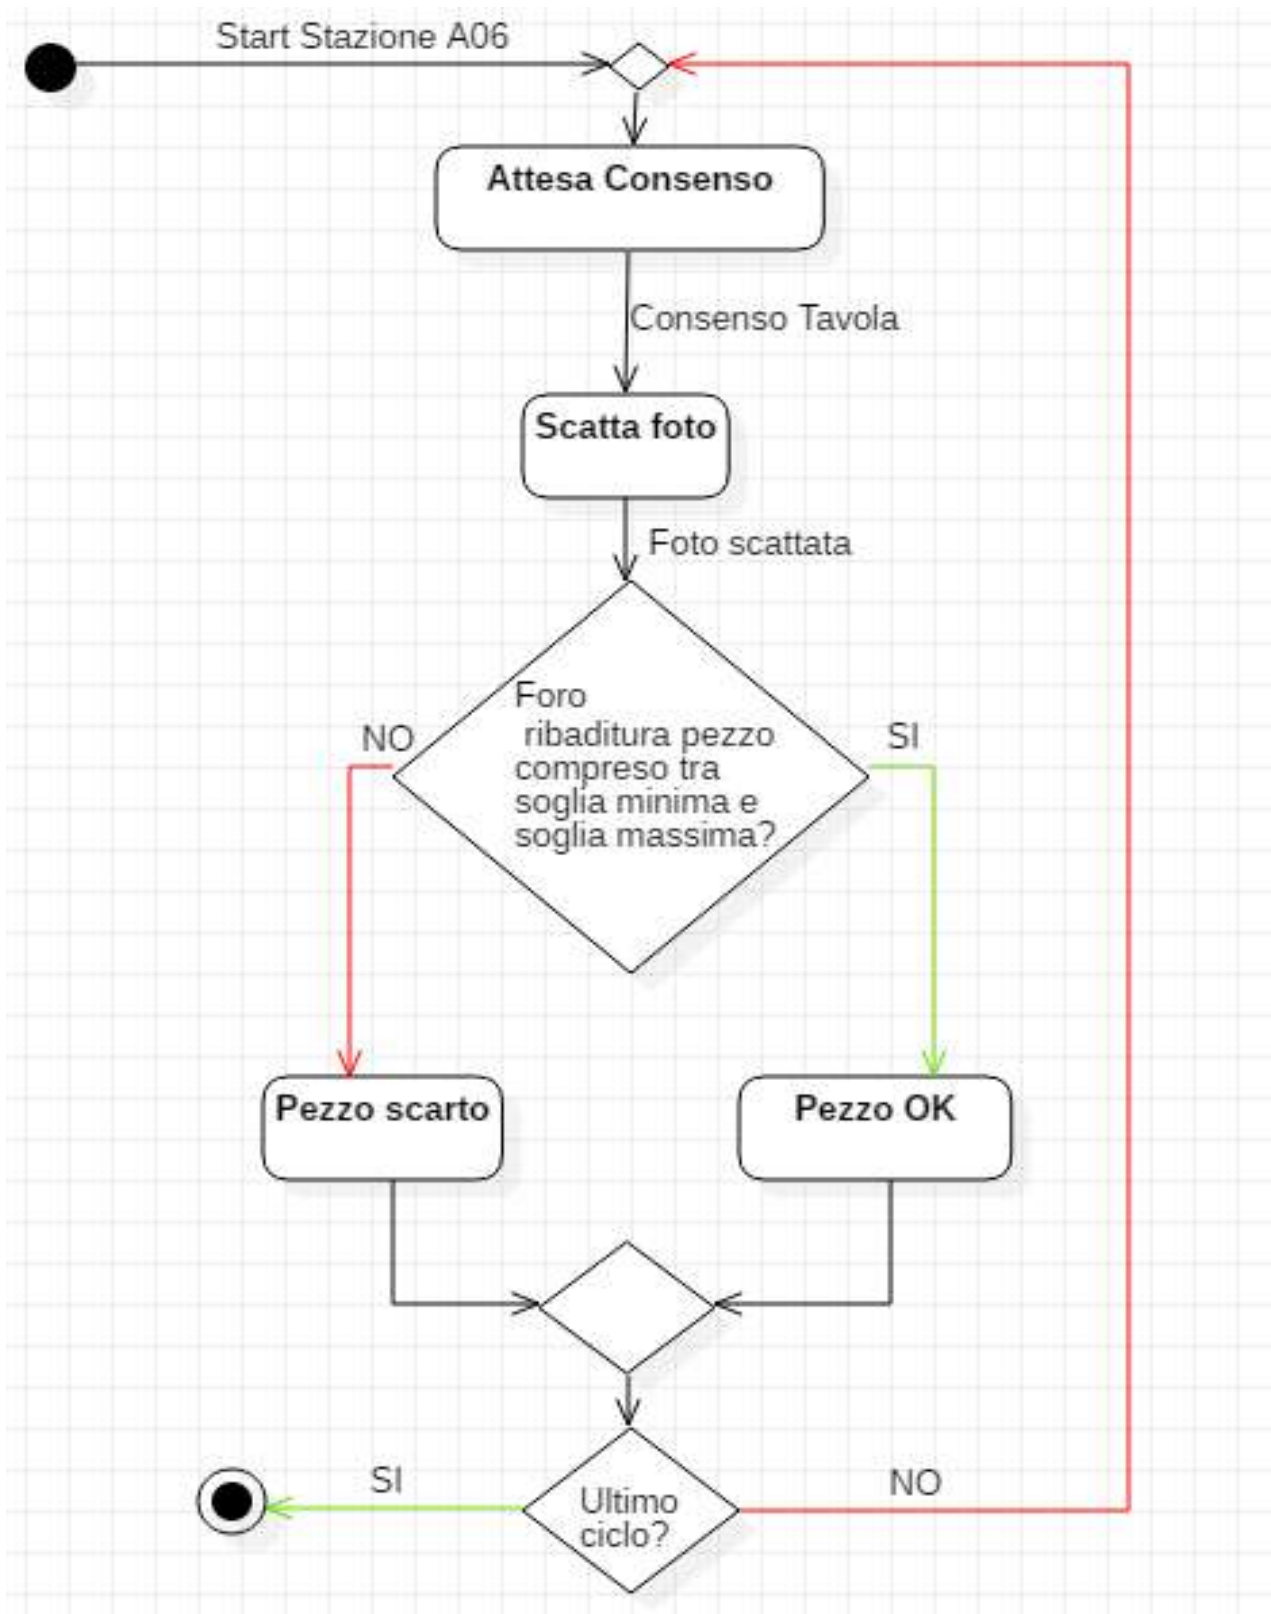 Start Stazione A06
Attesa Consenso
Consenso Tavola
Scatta foto
Foto scattata
Foro
ribaditura pezzo
compreso tra
soglia minima e
soglia massima?
NO
SI
Pezzo scarto
Pezzo OK
SI
Ultimo
ciclo?
NO